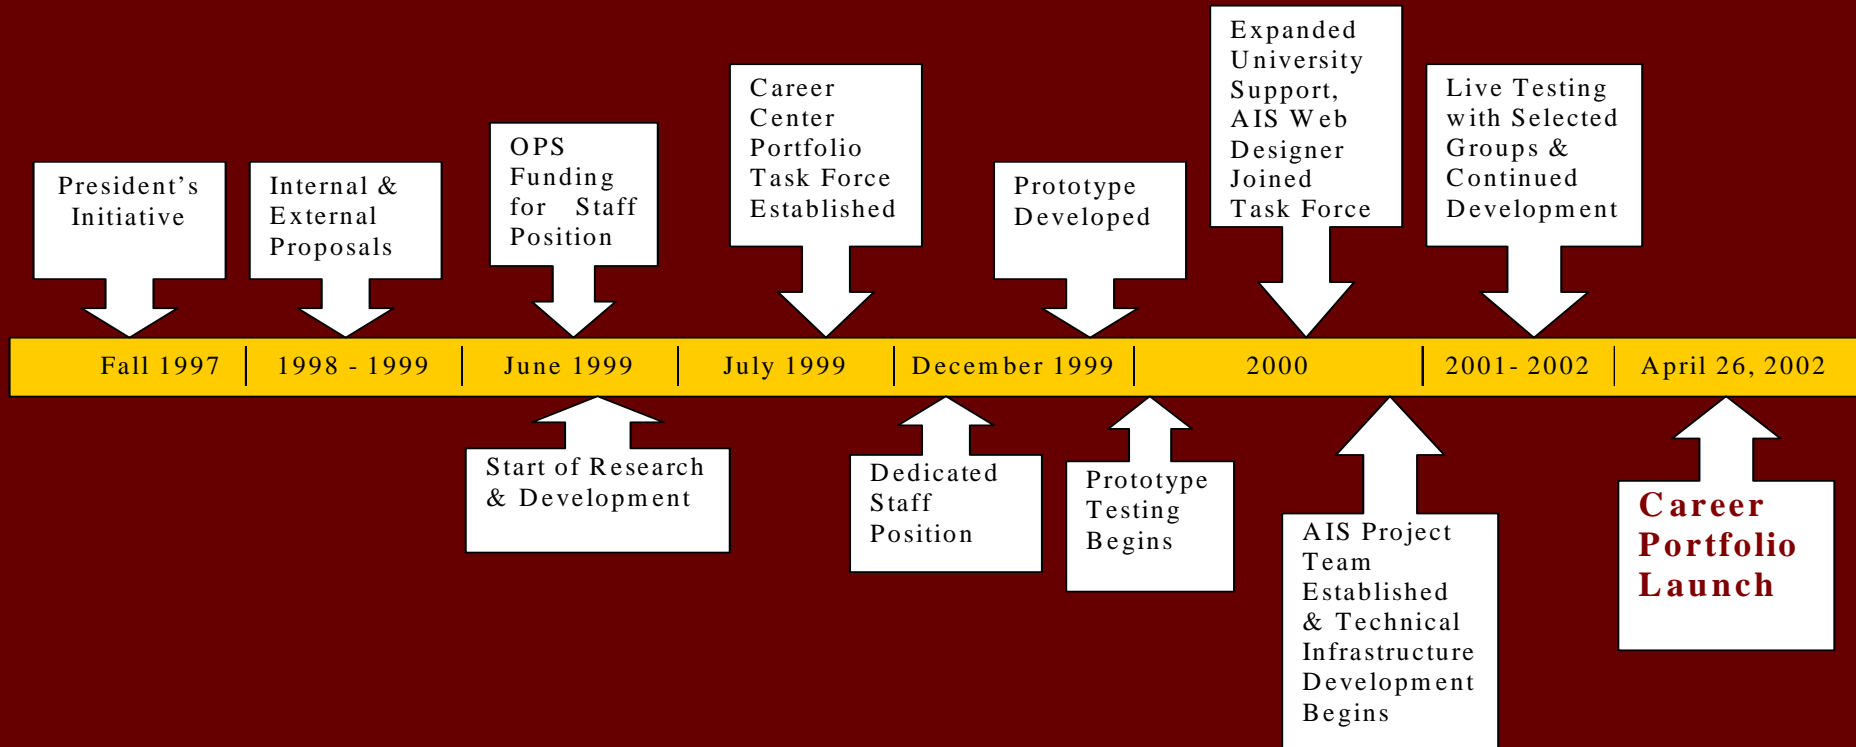 President’s
Initiative
Internal &
External
Proposals
OPS
Funding
for Staff
Position
Career
Center
Portfolio
Task Force
Established
Prototype
Developed
Expanded
University
Support,
AIS Web
Designer
Joined
Task Force
Live Testing
with Selected
Groups &
Continued
Development
Fall 1997
1998 - 1999
June 1999
July 1999
December 1999
2000
2001- 2002
April 26, 2002
Start of Research
& Development
Dedicated
Staff
Position
Prototype
Testing
Begins
AIS Project
Team
Established
& Technical
Infrastructure
Development
Begins
Career
Portfolio
Launch